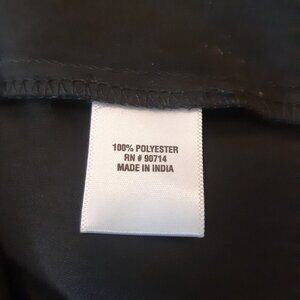 100% POLYESTER
RN # 90714
MADE IN INDIA